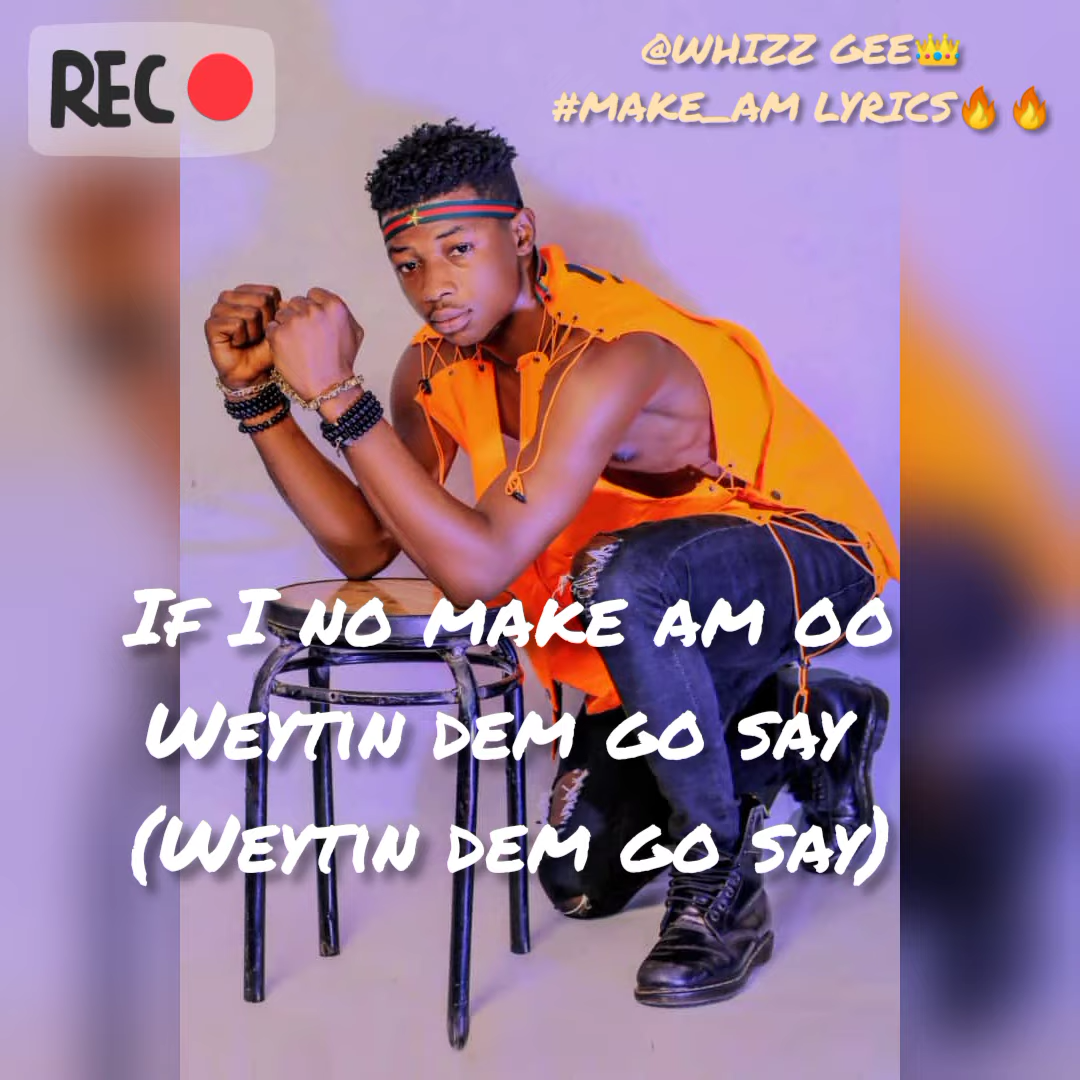 REC
@WHIZZ GEE👑
#MAKE_AM LYRICS🔥🔥
IF I NO MAKE AM OO
WEYTIN DEM GO SAY
(WEYTIN DEM GO SAY)